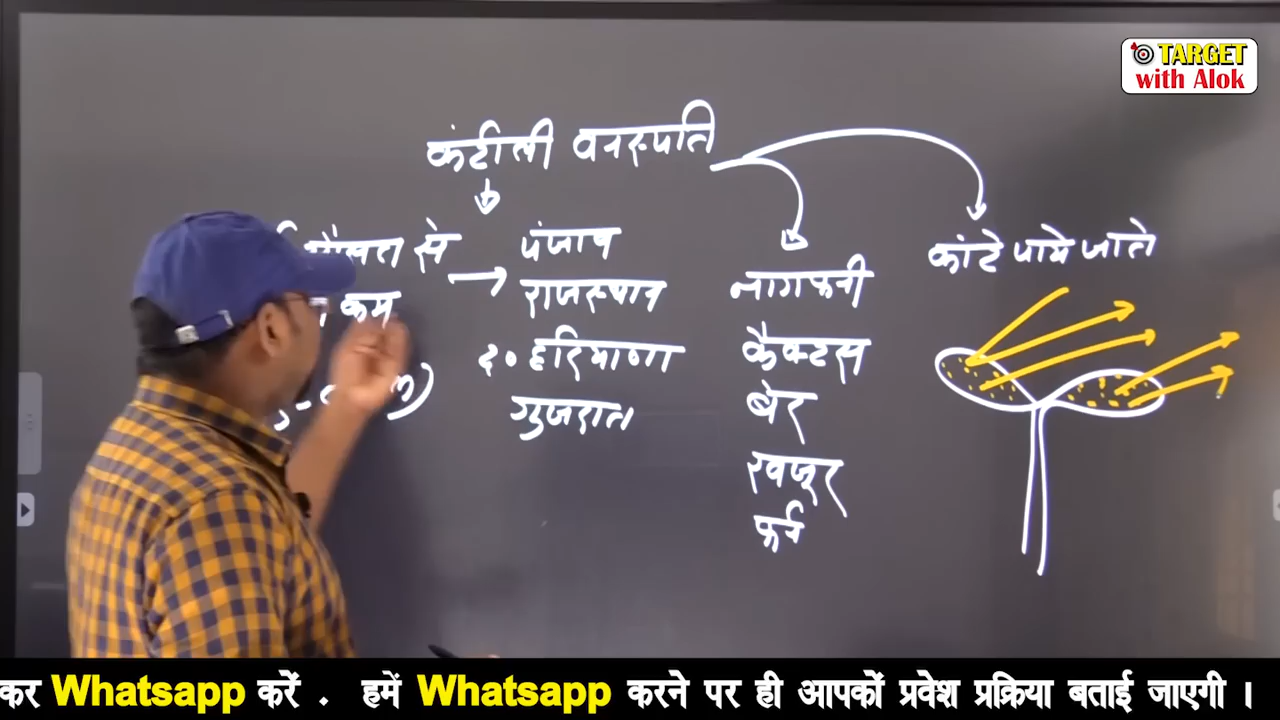 TARGET
with Alok
कंटीली वनस्पति
औसत से
कम
पंजाब
राजस्थान
द० हरियाणा
गुजरात
नागफनी
कैक्टस
बेर
खजूर
फर्न
कांटे पाये जाते
कर Whatsapp करें . हमें Whatsapp करने पर ही आपकों प्रवेश प्रक्रिया बताई जाएगी ।